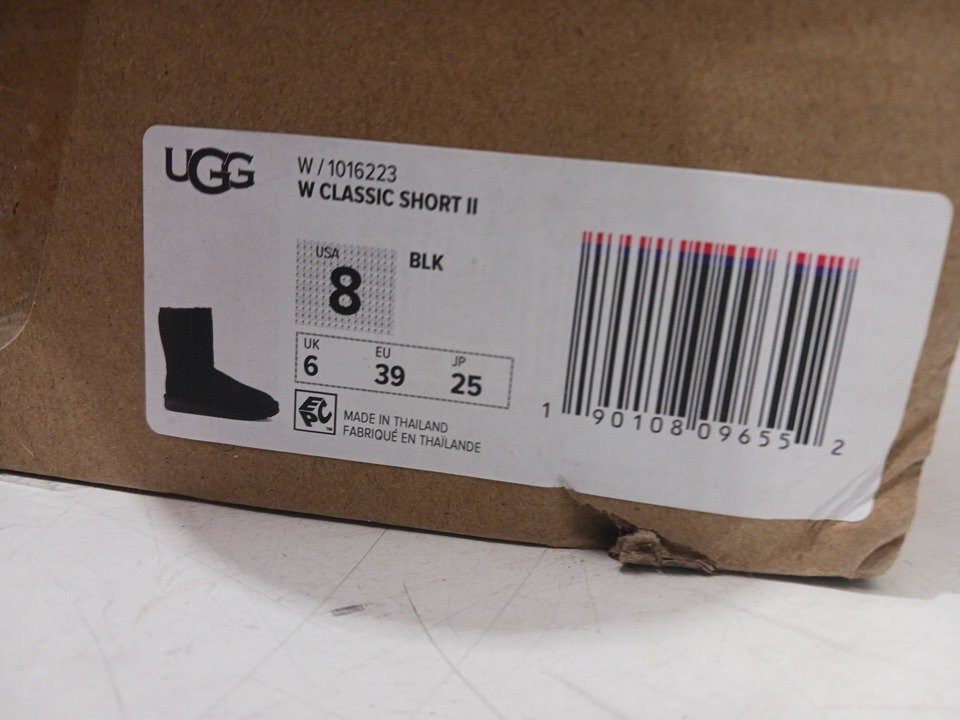 UGG
W / 1016223
W CLASSIC SHORT II
USA
8
BLK
UK
6
EU
39
JP
25
EPC™
MADE IN THAILAND
FABRIQUÉ EN THAÏLANDE
1 90108 09655 2